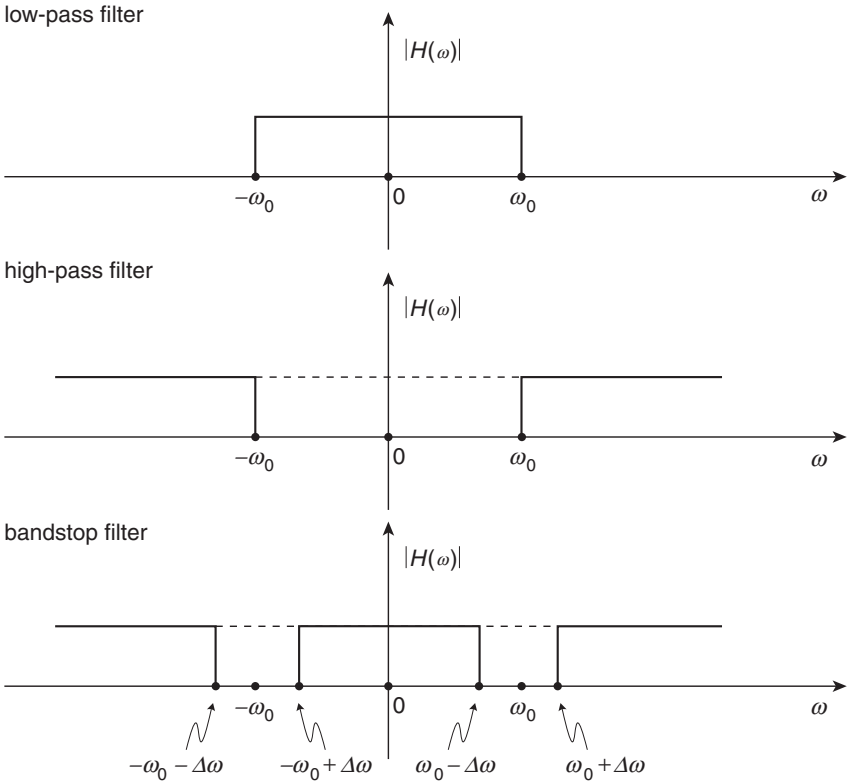 low-pass filter
|H(ω)|
−ω₀
0
ω₀
ω
high-pass filter
|H(ω)|
−ω₀
0
ω₀
ω
bandstop filter
|H(ω)|
−ω₀
0
ω₀
ω
−ω₀ − Δω
−ω₀ + Δω
ω₀ − Δω
ω₀ + Δω